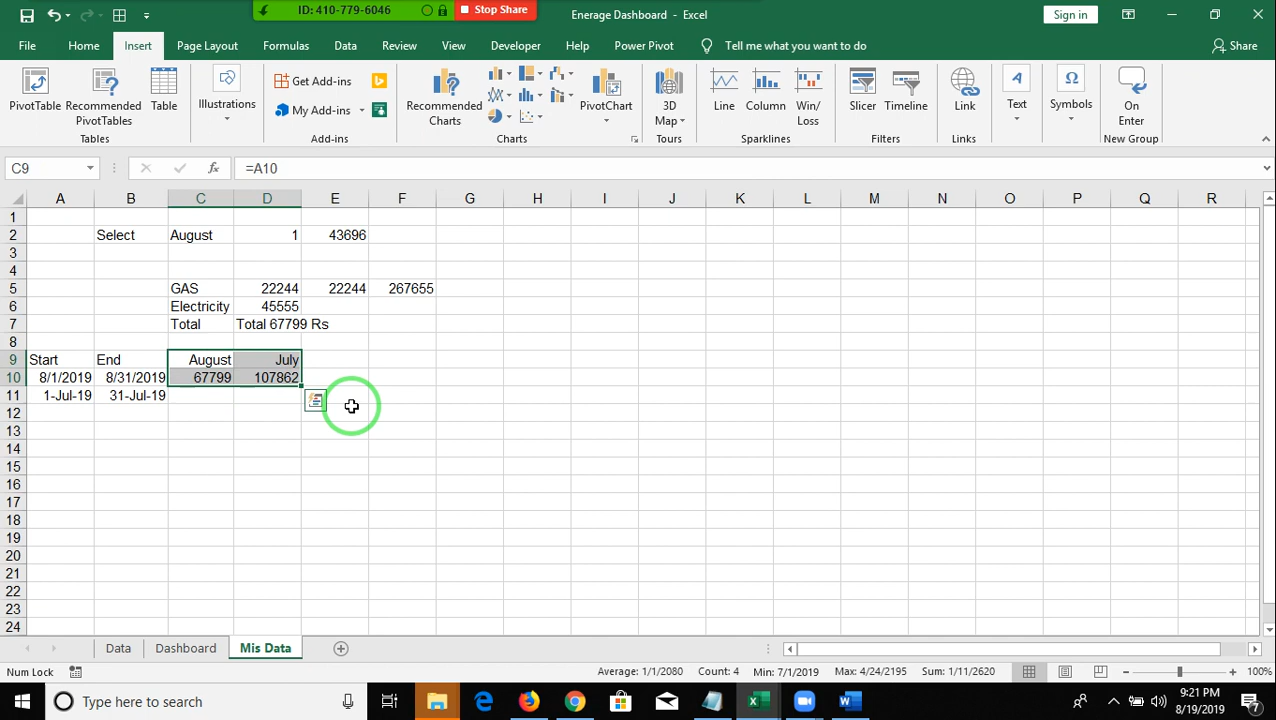 ID: 410-779-6046
Stop Share
Enerage Dashboard - Excel
Sign in
File Home Insert Page Layout Formulas Data Review View Developer Help Power Pivot Tell me what you want to do Share
PivotTable Recommended PivotTables Table Illustrations Get Add-ins My Add-ins Recommended Charts PivotChart 3D Map Line Column Win/Loss Slicer Timeline Link Text Symbols On Enter
Tables Add-ins Charts Tours Sparklines Filters Links New Group
C9 fx =A10
A B C D E F G H I J K L M N O P Q R
1
2 Select August 1 43696
3
4
5 GAS 22244 22244 267655
6 Electricity 45555
7 Total Total 67799 Rs
8
9 Start End August July
10 8/1/2019 8/31/2019 67799 107862
11 1-Jul-19 31-Jul-19
12
13
14
15
16
17
18
19
20
21
22
23
24
Data Dashboard Mis Data
Num Lock Average: 1/1/2080 Count: 4 Min: 7/1/2019 Max: 4/24/2195 Sum: 1/11/2620 100%
Type here to search
9:21 PM
8/19/2019
7